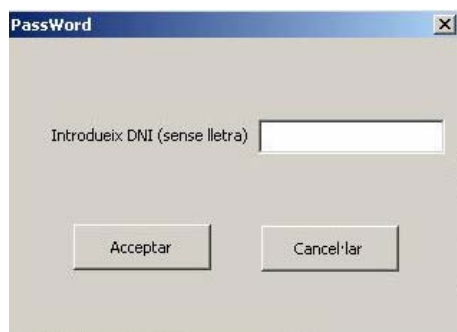 PassWord
Introdueix DNI (sense lletra)
Acceptar
Cancel·lar